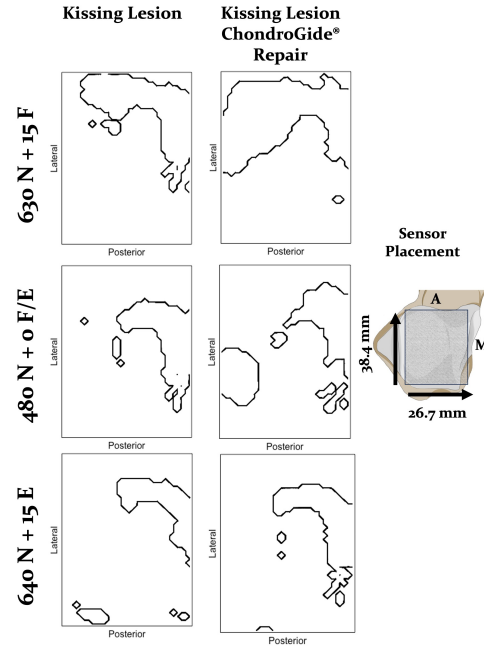 Kissing Lesion
Kissing Lesion
ChondroGide®
Repair
630 N + 15 F
Lateral
Posterior
Lateral
Posterior
480 N + 0 F/E
Lateral
Posterior
Lateral
Posterior
640 N + 15 E
Lateral
Posterior
Lateral
Posterior
Sensor
Placement
A
M
38.4 mm
26.7 mm